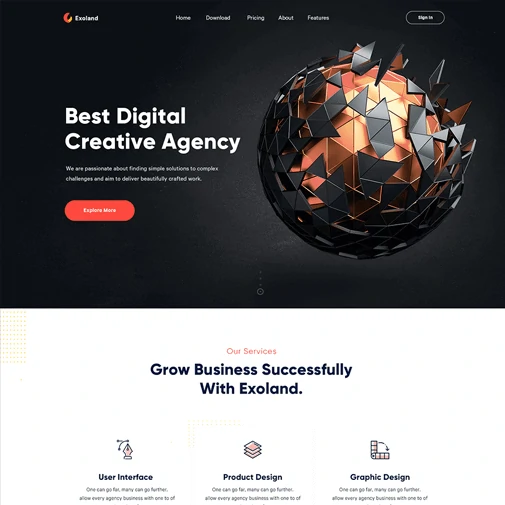 Exoland
Home Download Pricing About Features
Sign In
Best Digital
Creative Agency
We are passionate about finding simple solutions to complex
challenges and aim to deliver beautifully crafted work.
Explore More
Our Services
Grow Business Successfully
With Exoland.
User Interface
One can go far, many can go further,
allow every agency business with one to of
Product Design
One can go far, many can go further,
allow every agency business with one to of
Graphic Design
One can go far, many can go further,
allow every agency business with one to of